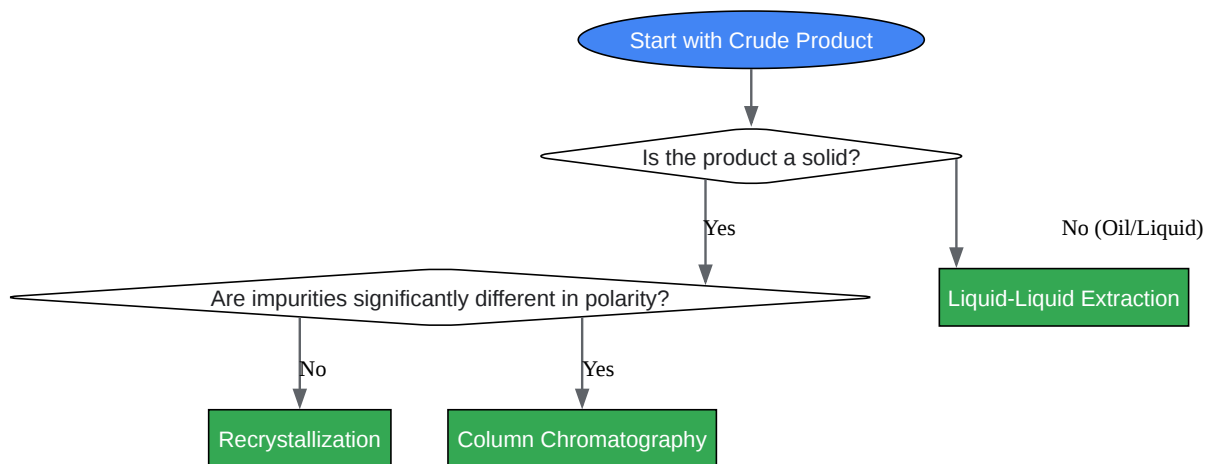 Start with Crude Product
Is the product a solid?
Yes
No (Oil/Liquid)
Are impurities significantly different in polarity?
Liquid-Liquid Extraction
No
Yes
Recrystallization
Column Chromatography